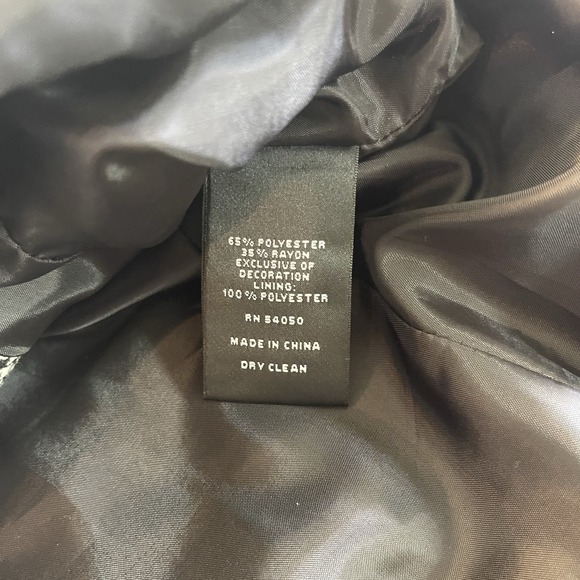 65% POLYESTER
35% RAYON
EXCLUSIVE OF
DECORATION
LINING:
100% POLYESTER
RN 54050
MADE IN CHINA
DRY CLEAN